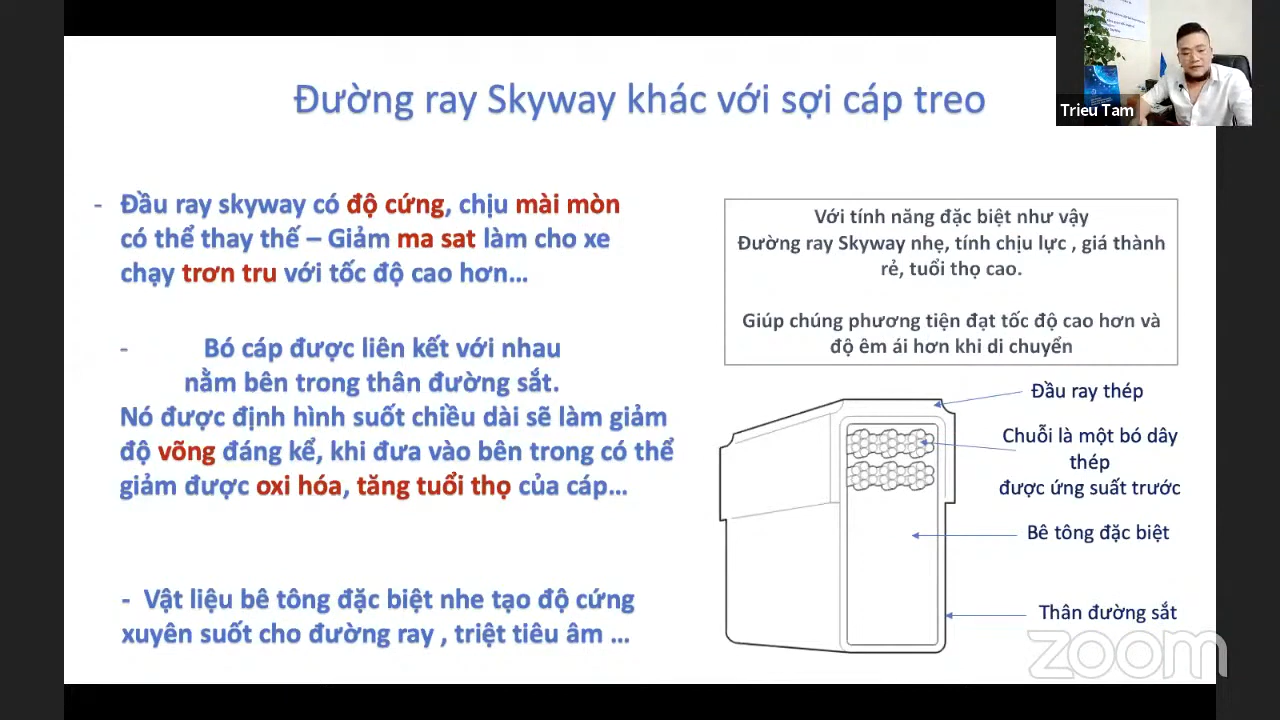 Đường ray Skyway khác với sợi cáp treo
Trieu Tam
- Đầu ray skyway có độ cứng, chịu mài mòn
có thể thay thế – Giảm ma sat làm cho xe
chạy trơn tru với tốc độ cao hơn...
- Bó cáp được liên kết với nhau
nằm bên trong thân đường sắt.
Nó được định hình suốt chiều dài sẽ làm giảm
độ võng đáng kể, khi đưa vào bên trong có thể
giảm được oxi hóa, tăng tuổi thọ của cáp...
- Vật liệu bê tông đặc biệt nhe tạo độ cứng
xuyên suốt cho đường ray , triệt tiêu âm ...
Với tính năng đặc biệt như vậy
Đường ray Skyway nhẹ, tính chịu lực , giá thành
rẻ, tuổi thọ cao.
Giúp chúng phương tiện đạt tốc độ cao hơn và
độ êm ái hơn khi di chuyển
Đầu ray thép
Chuỗi là một bó dây
thép
được ứng suất trước
Bê tông đặc biệt
Thân đường sắt
zoom